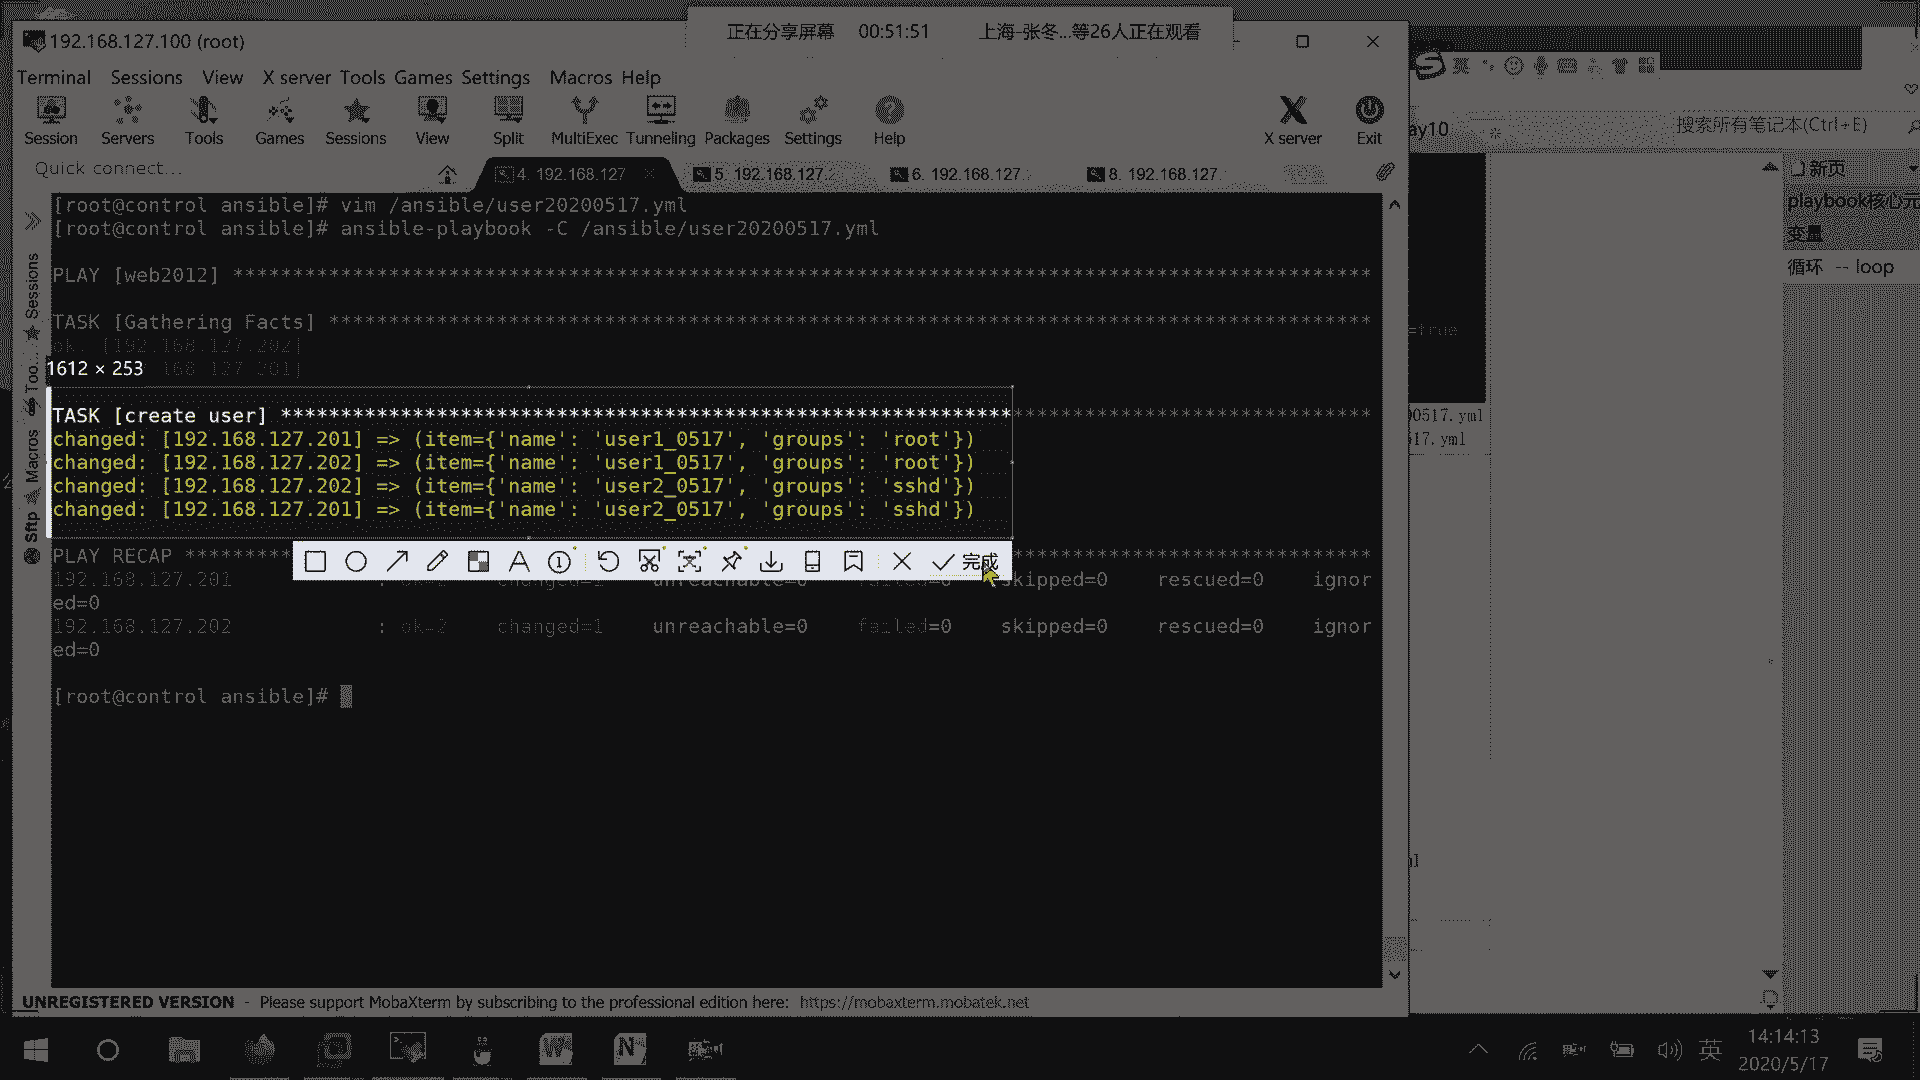 正在分享屏幕 00:51:51 上海-张冬...等26人正在观看
192.168.127.100 (root)
Terminal Sessions View X server Tools Games Settings Macros Help
英
Session Servers Tools Games Sessions View Split MultiExec Tunneling Packages Settings Help X server Exit
ay10
搜索所有笔记本(Ctrl+E)
Quick connect...
4. 192.168.127
5. 192.168.127.
6. 192.168.127.
8. 192.168.127.
新页
playbook核心元
变量
循环 -- loop
[root@control ansible]# vim /ansible/user20200517.yml
[root@control ansible]# ansible-playbook -C /ansible/user20200517.yml
PLAY [web2012] ******************************************************************************
TASK [Gathering Facts] ******************************************************************************
ok: [192.168.127.202]
168.127.201]
1612 × 253
=true
TASK [create user] ******************************************************************************
changed: [192.168.127.201] => (item={'name': 'user1_0517', 'groups': 'root'})
changed: [192.168.127.202] => (item={'name': 'user1_0517', 'groups': 'root'})
changed: [192.168.127.202] => (item={'name': 'user2_0517', 'groups': 'sshd'})
changed: [192.168.127.201] => (item={'name': 'user2_0517', 'groups': 'sshd'})
00517.yml
517.yml
完成
PLAY RECAP ******************************************************************************
192.168.127.201 : ok=2 changed=1 unreachable=0 failed=0 skipped=0 rescued=0 ignor
ed=0
192.168.127.202 : ok=2 changed=1 unreachable=0 failed=0 skipped=0 rescued=0 ignor
ed=0
[root@control ansible]#
Sessions
Too...
Macros
Sftp
UNREGISTERED VERSION - Please support MobaXterm by subscribing to the professional edition here: https://mobaxterm.mobatek.net
英
14:14:13
2020/5/17